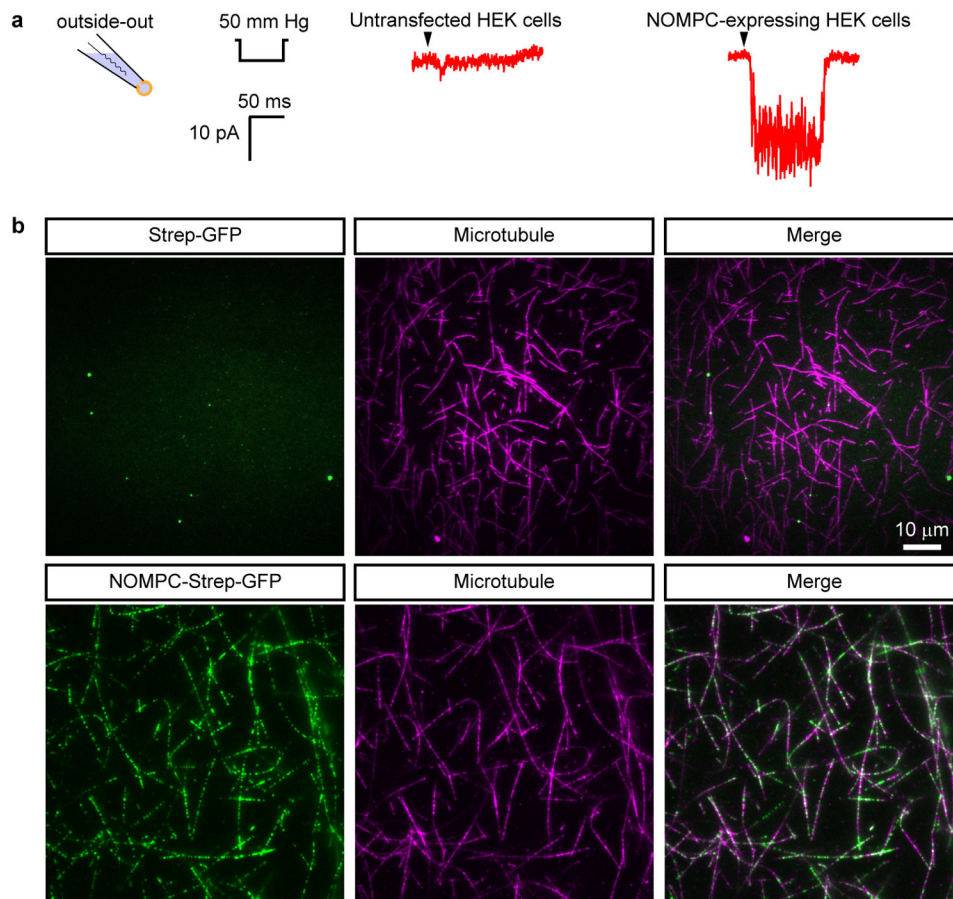 a
outside-out
50 mm Hg
50 ms
10 pA
Untransfected HEK cells
NOMPC-expressing HEK cells
b
Strep-GFP
Microtubule
Merge
10 μm
NOMPC-Strep-GFP
Microtubule
Merge